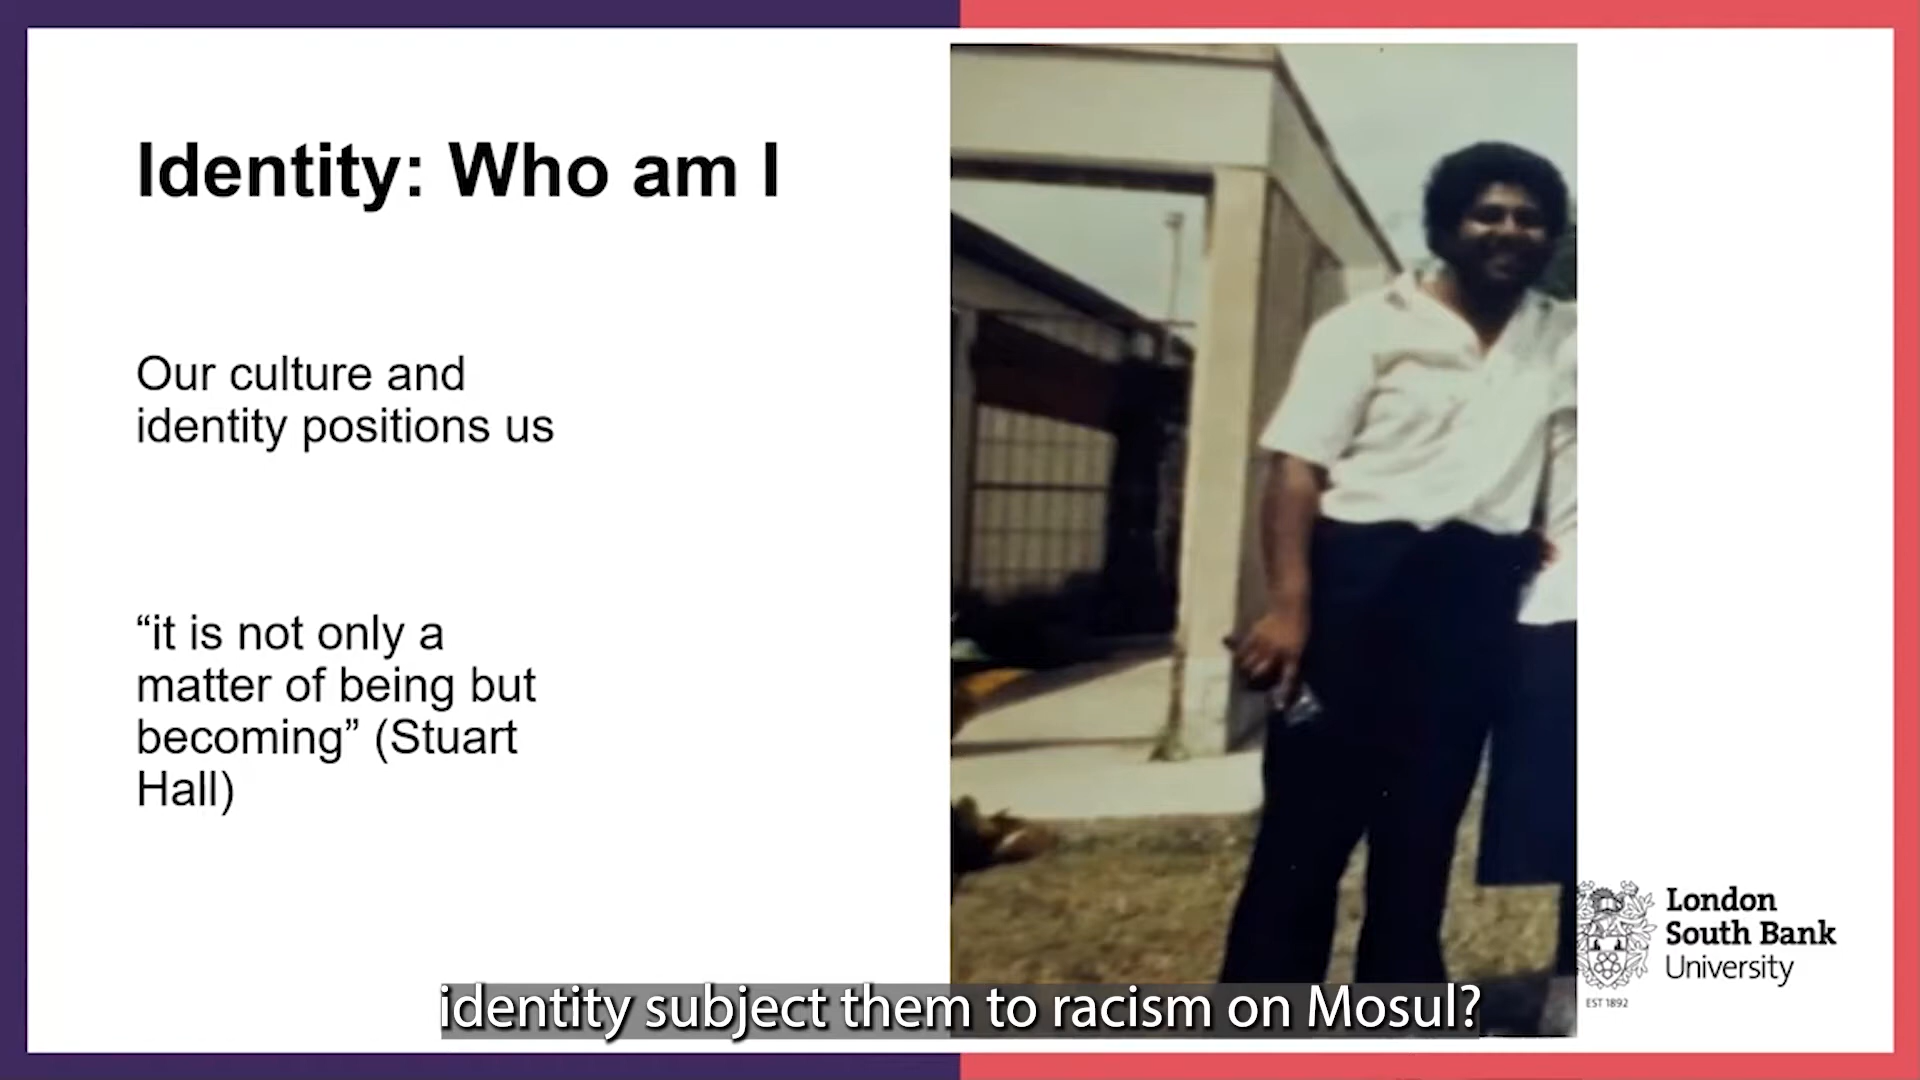 Identity: Who am I
Our culture and
identity positions us
“it is not only a
matter of being but
becoming” (Stuart
Hall)
London
South Bank
University
EST 1892
identity subject them to racism on Mosul?